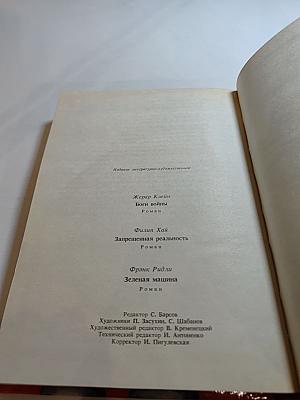 Издание литературно-художественное
Жерар Клейн
Боги войны
Роман
Филип Хай
Запрещенная реальность
Роман
Фрэнк Ридли
Зеленая машина
Роман
Редактор С. Барсов
Художники П. Засухин, С. Шабанов
Художественный редактор В. Кременецкий
Технический редактор И. Антипенко
Корректор И. Пигулевская